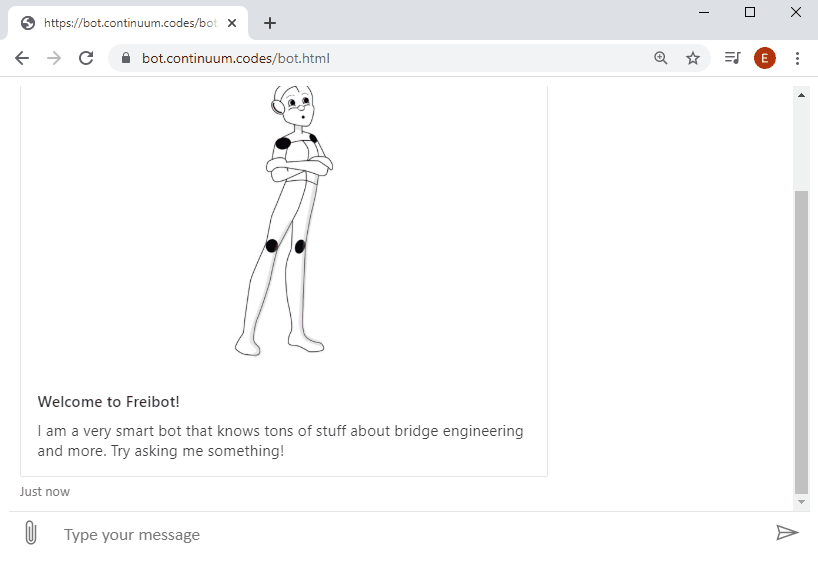 https://bot.continuum.codes/bot
bot.continuum.codes/bot.html
E
Welcome to Freibot!
I am a very smart bot that knows tons of stuff about bridge engineering
and more. Try asking me something!
Just now
Type your message